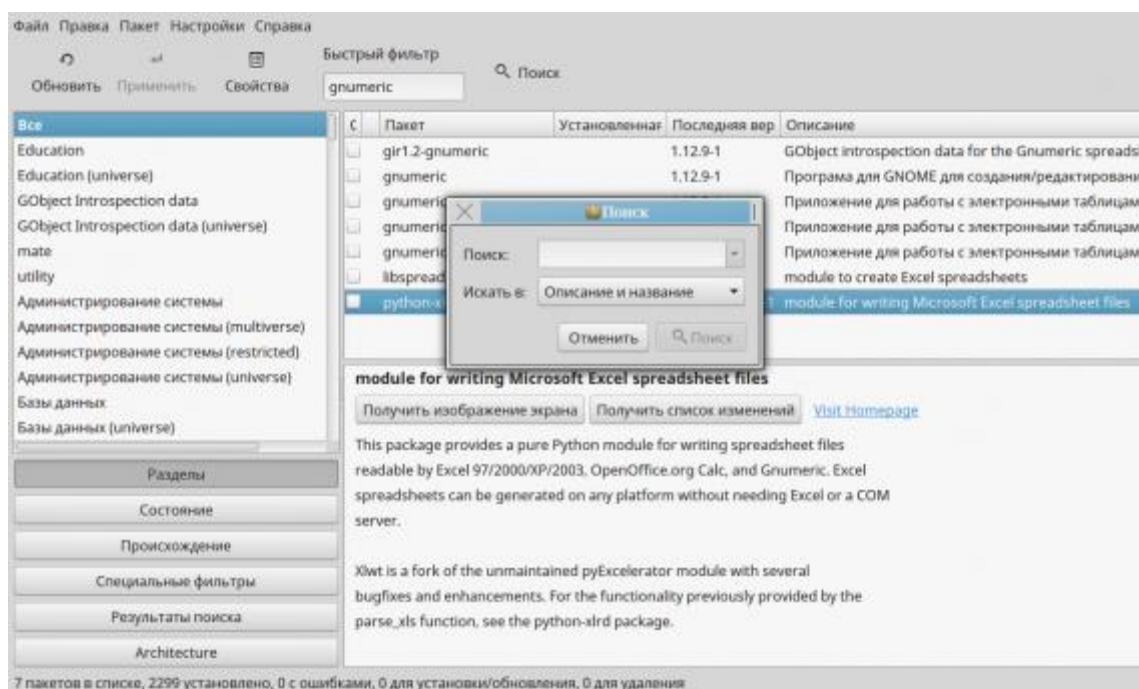 Файл Правка Пакет Настройки Справка
Обновить Применить Свойства
Быстрый фильтр
gnumeric
Поиск
Все
Education
Education (universe)
GObject Introspection data
GObject Introspection data (universe)
mate
utility
Администрирование системы
Администрирование системы (multiverse)
Администрирование системы (restricted)
Администрирование системы (universe)
Базы данных
Базы данных (universe)
Разделы
Состояние
Происхождение
Специальные фильтры
Результаты поиска
Architecture
С Пакет Установленная Последняя вер Описание
gir1.2-gnumeric 1.12.9-1 GObject introspection data for the Gnumeric spreads
gnumeric 1.12.9-1 Програма для GNOME для создания/редактировани
gnumeric Приложение для работы с электронными таблицам
gnumeric Приложение для работы с электронными таблицам
gnumeric Приложение для работы с электронными таблицам
libspread module to create Excel spreadsheets
python-x 1 module for writing Microsoft Excel spreadsheet files
Поиск
Поиск:
Искать в: Описание и название
Отменить Поиск
module for writing Microsoft Excel spreadsheet files
Получить изображение экрана Получить список изменений Visit Homepage
This package provides a pure Python module for writing spreadsheet files
readable by Excel 97/2000/XP/2003, OpenOffice.org Calc, and Gnumeric. Excel
spreadsheets can be generated on any platform without needing Excel or a COM
server.
Xlwt is a fork of the unmaintained pyExcelerator module with several
bugfixes and enhancements. For the functionality previously provided by the
parse_xls function, see the python-xlrd package.
7 пакетов в списке, 2299 установлено, 0 с ошибками, 0 для установки/обновления, 0 для удаления